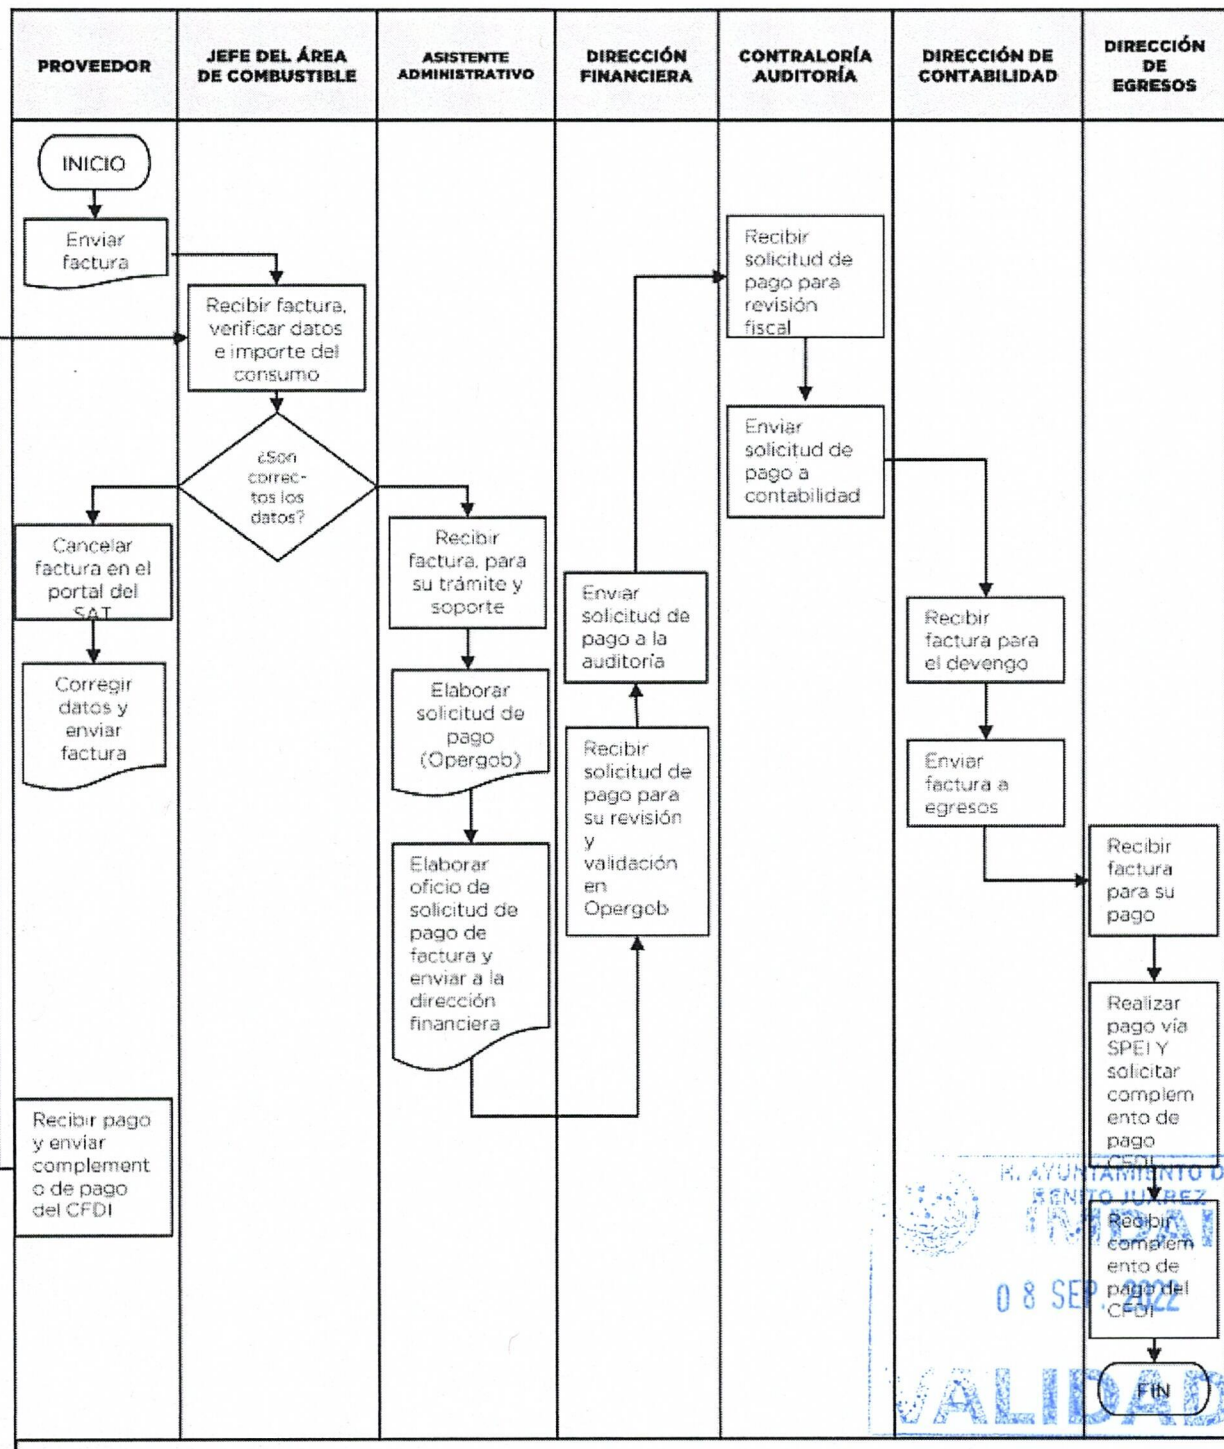 PROVEEDOR
JEFE DEL ÁREA
DE COMBUSTIBLE
ASISTENTE
ADMINISTRATIVO
DIRECCIÓN
FINANCIERA
CONTRALORÍA
AUDITORÍA
DIRECCIÓN DE
CONTABILIDAD
DIRECCIÓN
DE
EGRESOS
INICIO
Enviar
factura
Recibir factura,
verificar datos
e importe del
consumo
¿Son
correc-
tos los
datos?
Cancelar
factura en el
portal del
SAT
Corregir
datos y
enviar
factura
Recibir pago
y enviar
complement
o de pago
del CFDI
Recibir
factura, para
su trámite y
soporte
Elaborar
solicitud de
pago
(Opergob)
Elaborar
oficio de
solicitud de
pago de
factura y
enviar a la
dirección
financiera
Enviar
solicitud de
pago a la
auditoría
Recibir
solicitud de
pago para
su revisión
y
validación
en
Opergob
Recibir
solicitud de
pago para
revisión
fiscal
Enviar
solicitud de
pago a
contabilidad
Recibir
factura para
el devengo
Enviar
factura a
egresos
Recibir
factura
para su
pago
Realizar
pago vía
SPEI Y
solicitar
complem
ento de
pago
CFDI
Recibir
complem
ento de
pago del
CFDI
FIN
H. AYUNTAMIENTO D
BENITO JUÁREZ
IMDAI
08 SEP. 2022
VALIDAD